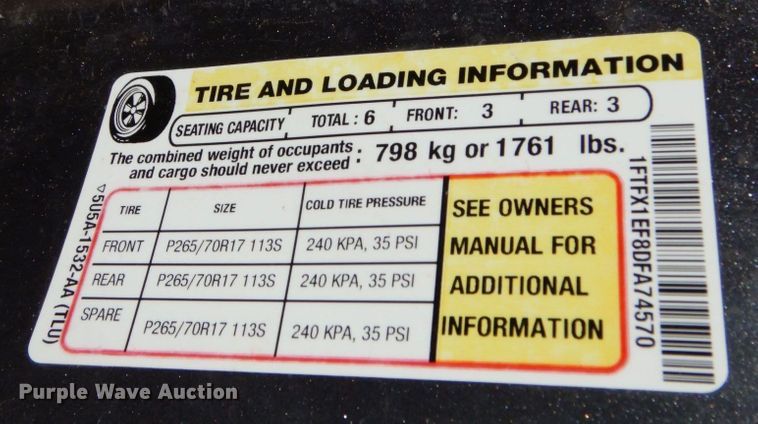 TIRE AND LOADING INFORMATION
SEATING CAPACITY TOTAL : 6 FRONT: 3 REAR: 3
The combined weight of occupants and cargo should never exceed : 798 kg or 1761 lbs.
TIRE SIZE COLD TIRE PRESSURE
FRONT P265/70R17 113S 240 KPA, 35 PSI
REAR P265/70R17 113S 240 KPA, 35 PSI
SPARE P265/70R17 113S 240 KPA, 35 PSI
SEE OWNERS
MANUAL FOR
ADDITIONAL
INFORMATION
5U5A-1532-AA (TLU)
1FTFX1EF8DFA74570
Purple Wave Auction